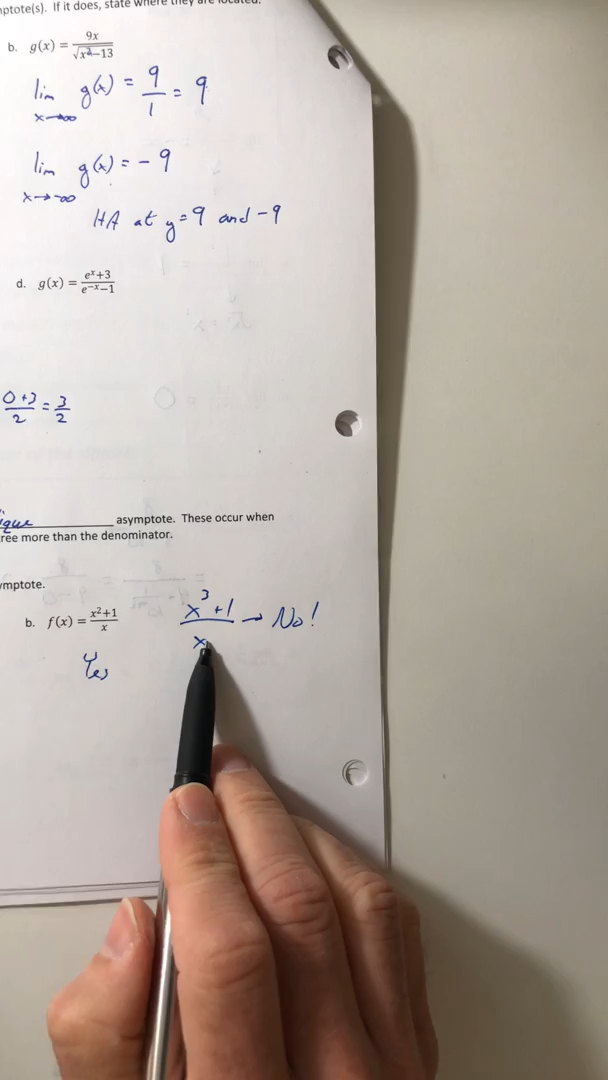 mptote(s). If it does, state where they are located.
b. g(x) = 9x / √(x²−13)
lim x→∞ g(x) = 9/1 = 9
lim x→-∞ g(x) = -9
HA at y=9 and -9
d. g(x) = (eˣ+3)/(e⁻ˣ−1)
(0+3)/2 = 3/2
ique asymptote. These occur when
ree more than the denominator.
ymptote.
b. f(x) = (x²+1)/x
(x³+1)/x → No!
Yes